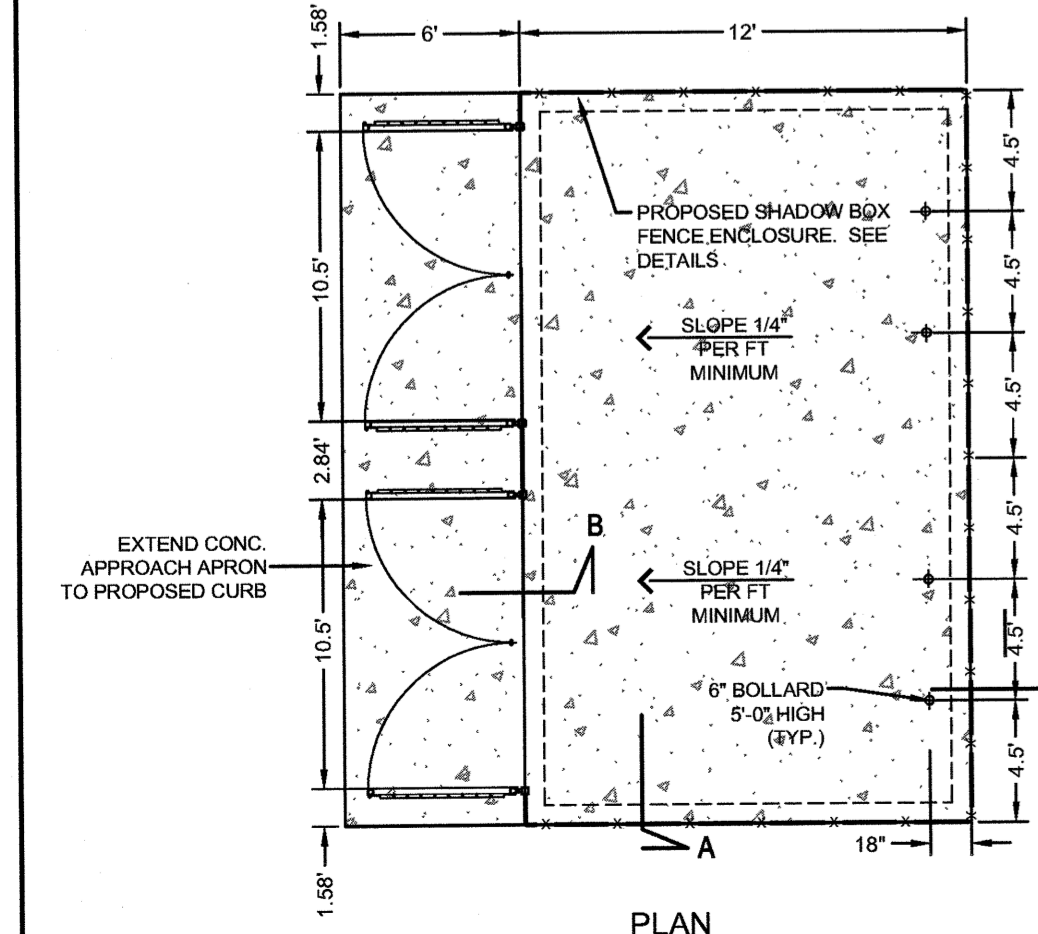 1.58'
6'
12'
4.5'
10.5'
PROPOSED SHADOW BOX
FENCE ENCLOSURE. SEE
DETAILS
4.5'
SLOPE 1/4"
PER FT
MINIMUM
4.5'
2.84'
B
4.5'
EXTEND CONC.
APPROACH APRON
TO PROPOSED CURB
SLOPE 1/4"
PER FT
MINIMUM
10.5'
4.5'
6" BOLLARD
5'-0" HIGH
(TYP.)
4.5'
A
18"
1.58'
PLAN